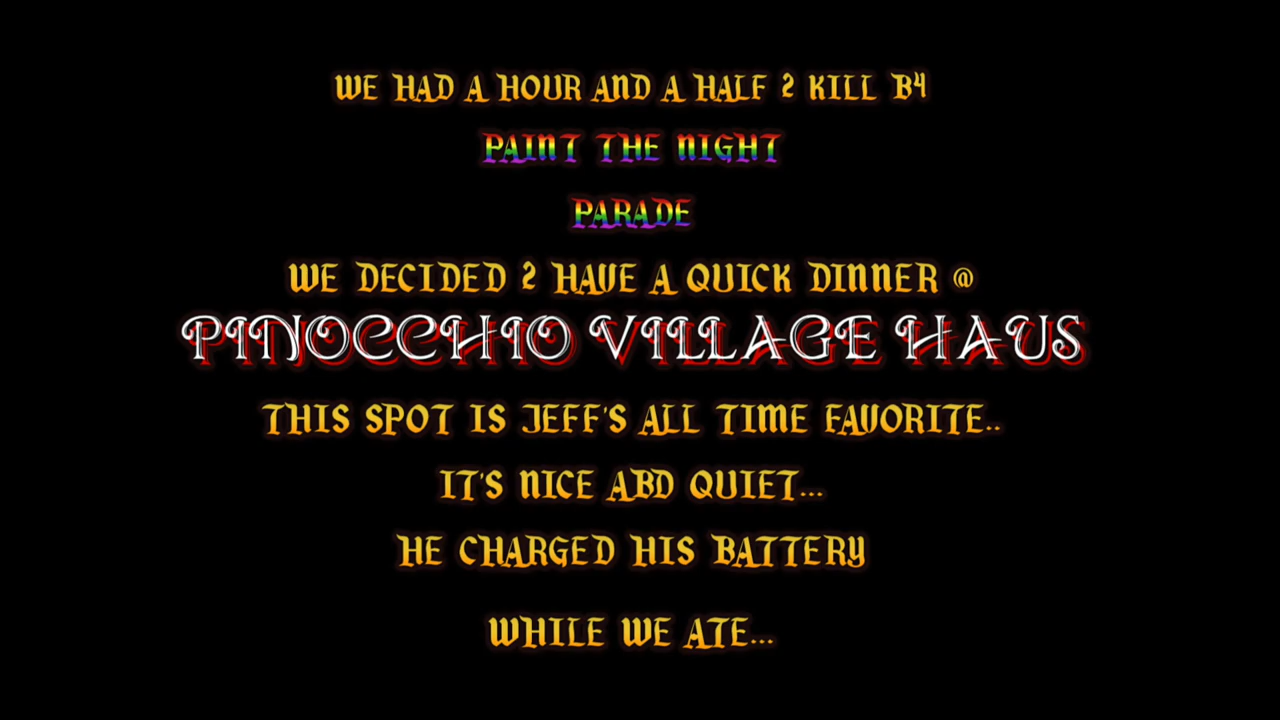 WE HAD A HOUR AND A HALF 2 KILL B4
PAINT THE NIGHT
PARADE
WE DECIDED 2 HAVE A QUICK DINNER @
PINOCCHIO VILLAGE HAUS
THIS SPOT IS JEFF'S ALL TIME FAVORITE..
IT'S NICE ABD QUIET...
HE CHARGED HIS BATTERY
WHILE WE ATE...